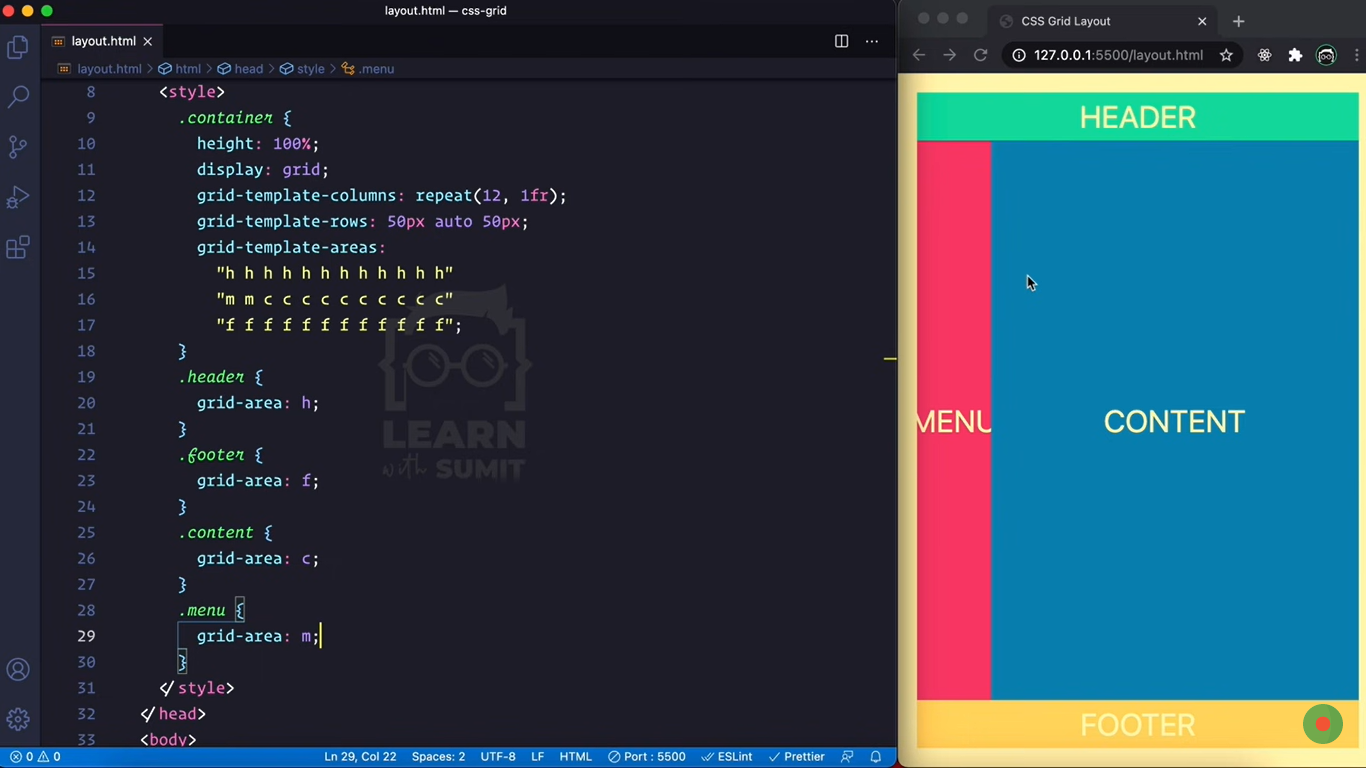 layout.html — css-grid
layout.html
layout.html > html > head > style > .menu
8 <style>
9 .container {
10 height: 100%;
11 display: grid;
12 grid-template-columns: repeat(12, 1fr);
13 grid-template-rows: 50px auto 50px;
14 grid-template-areas:
15 "h h h h h h h h h h h h"
16 "m m c c c c c c c c c c"
17 "f f f f f f f f f f f f";
18 }
19 .header {
20 grid-area: h;
21 }
22 .footer {
23 grid-area: f;
24 }
25 .content {
26 grid-area: c;
27 }
28 .menu {
29 grid-area: m;
30 }
31 </style>
32 </head>
33 <body>
LEARN
with SUMIT
0 0 Ln 29, Col 22 Spaces: 2 UTF-8 LF HTML Port : 5500 ESLint Prettier
CSS Grid Layout
127.0.0.1:5500/layout.html
HEADER
MENU
CONTENT
FOOTER